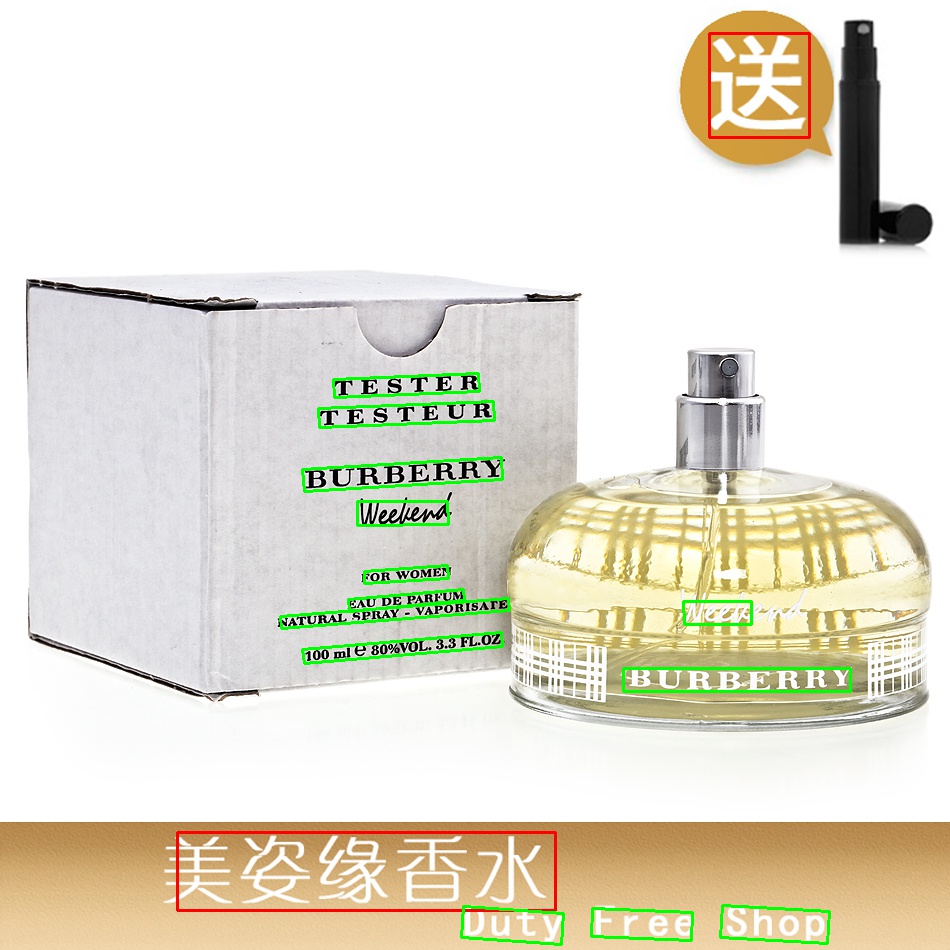 送
TESTER
TESTEUR
BURBERRY
Weekend
FOR WOMEN
EAU DE PARFUM
NATURAL SPRAY - VAPORISATE
100 ml e 80%VOL. 3.3 FL.OZ
Weekend
BURBERRY
美姿缘香水
Duty Free Shop